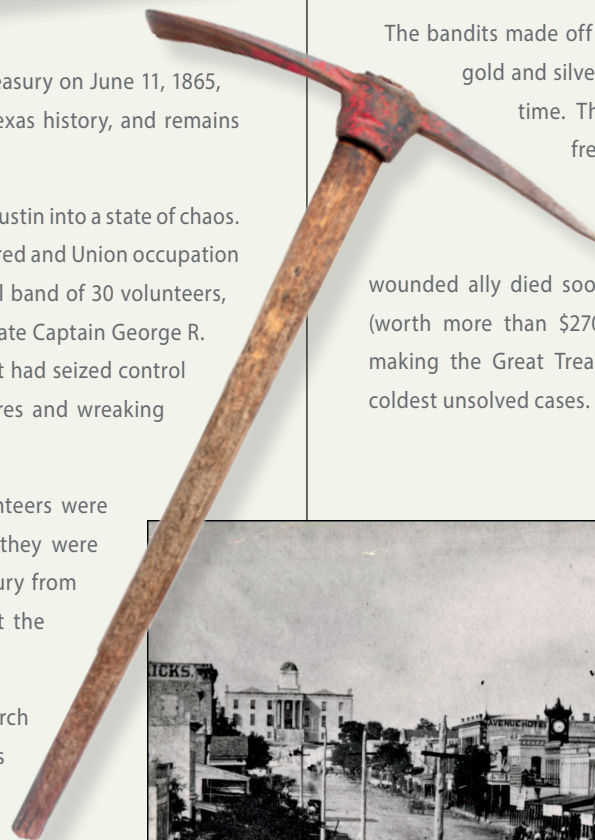 easury on June 11, 1865,
exas history, and remains
ustin into a state of chaos.
red and Union occupation
l band of 30 volunteers,
ate Captain George R.
t had seized control
res and wreaking
nteers were
they were
ury from
t the
rch
s
The bandits made off
gold and silve
time. Th
fre
wounded ally died soo
(worth more than $270
making the Great Trea
coldest unsolved cases.
ICKS.
AVENUE HOTEL